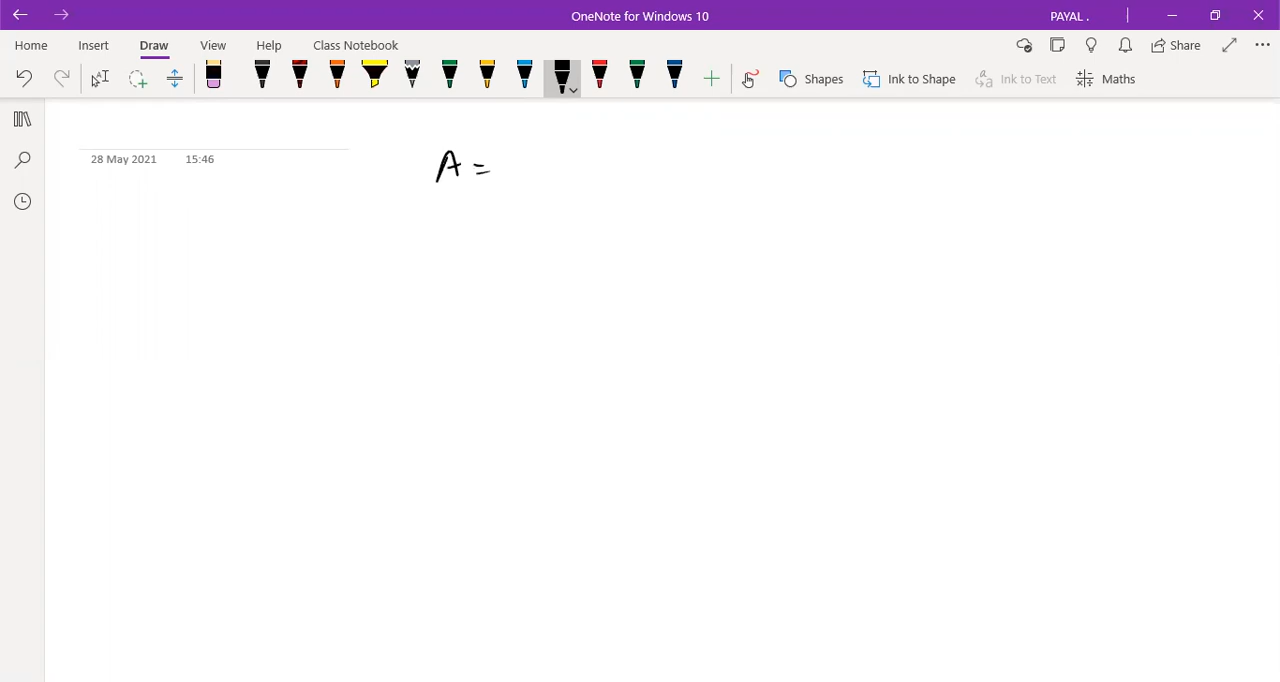 OneNote for Windows 10 PAYAL .
Home Insert Draw View Help Class Notebook Share
Shapes Ink to Shape Ink to Text Maths
28 May 2021 15:46
A =